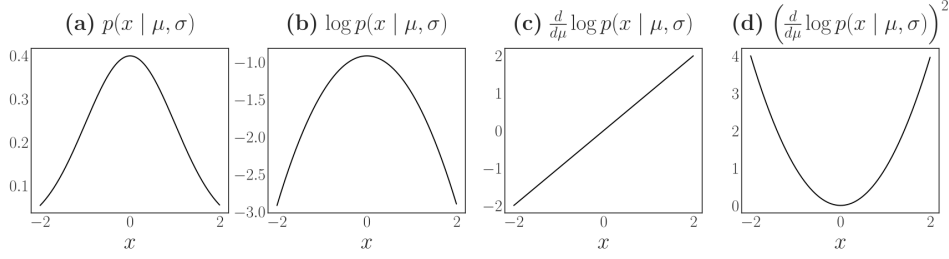 (a) p(x | μ, σ)
(b) log p(x | μ, σ)
(c) d/dμ log p(x | μ, σ)
(d) (d/dμ log p(x | μ, σ))²
0.4
0.3
0.2
0.1
−2 0 2
x
−1.0
−1.5
−2.0
−2.5
−3.0
−2 0 2
x
2
1
0
−1
−2
−2 0 2
x
4
3
2
1
0
−2 0 2
x